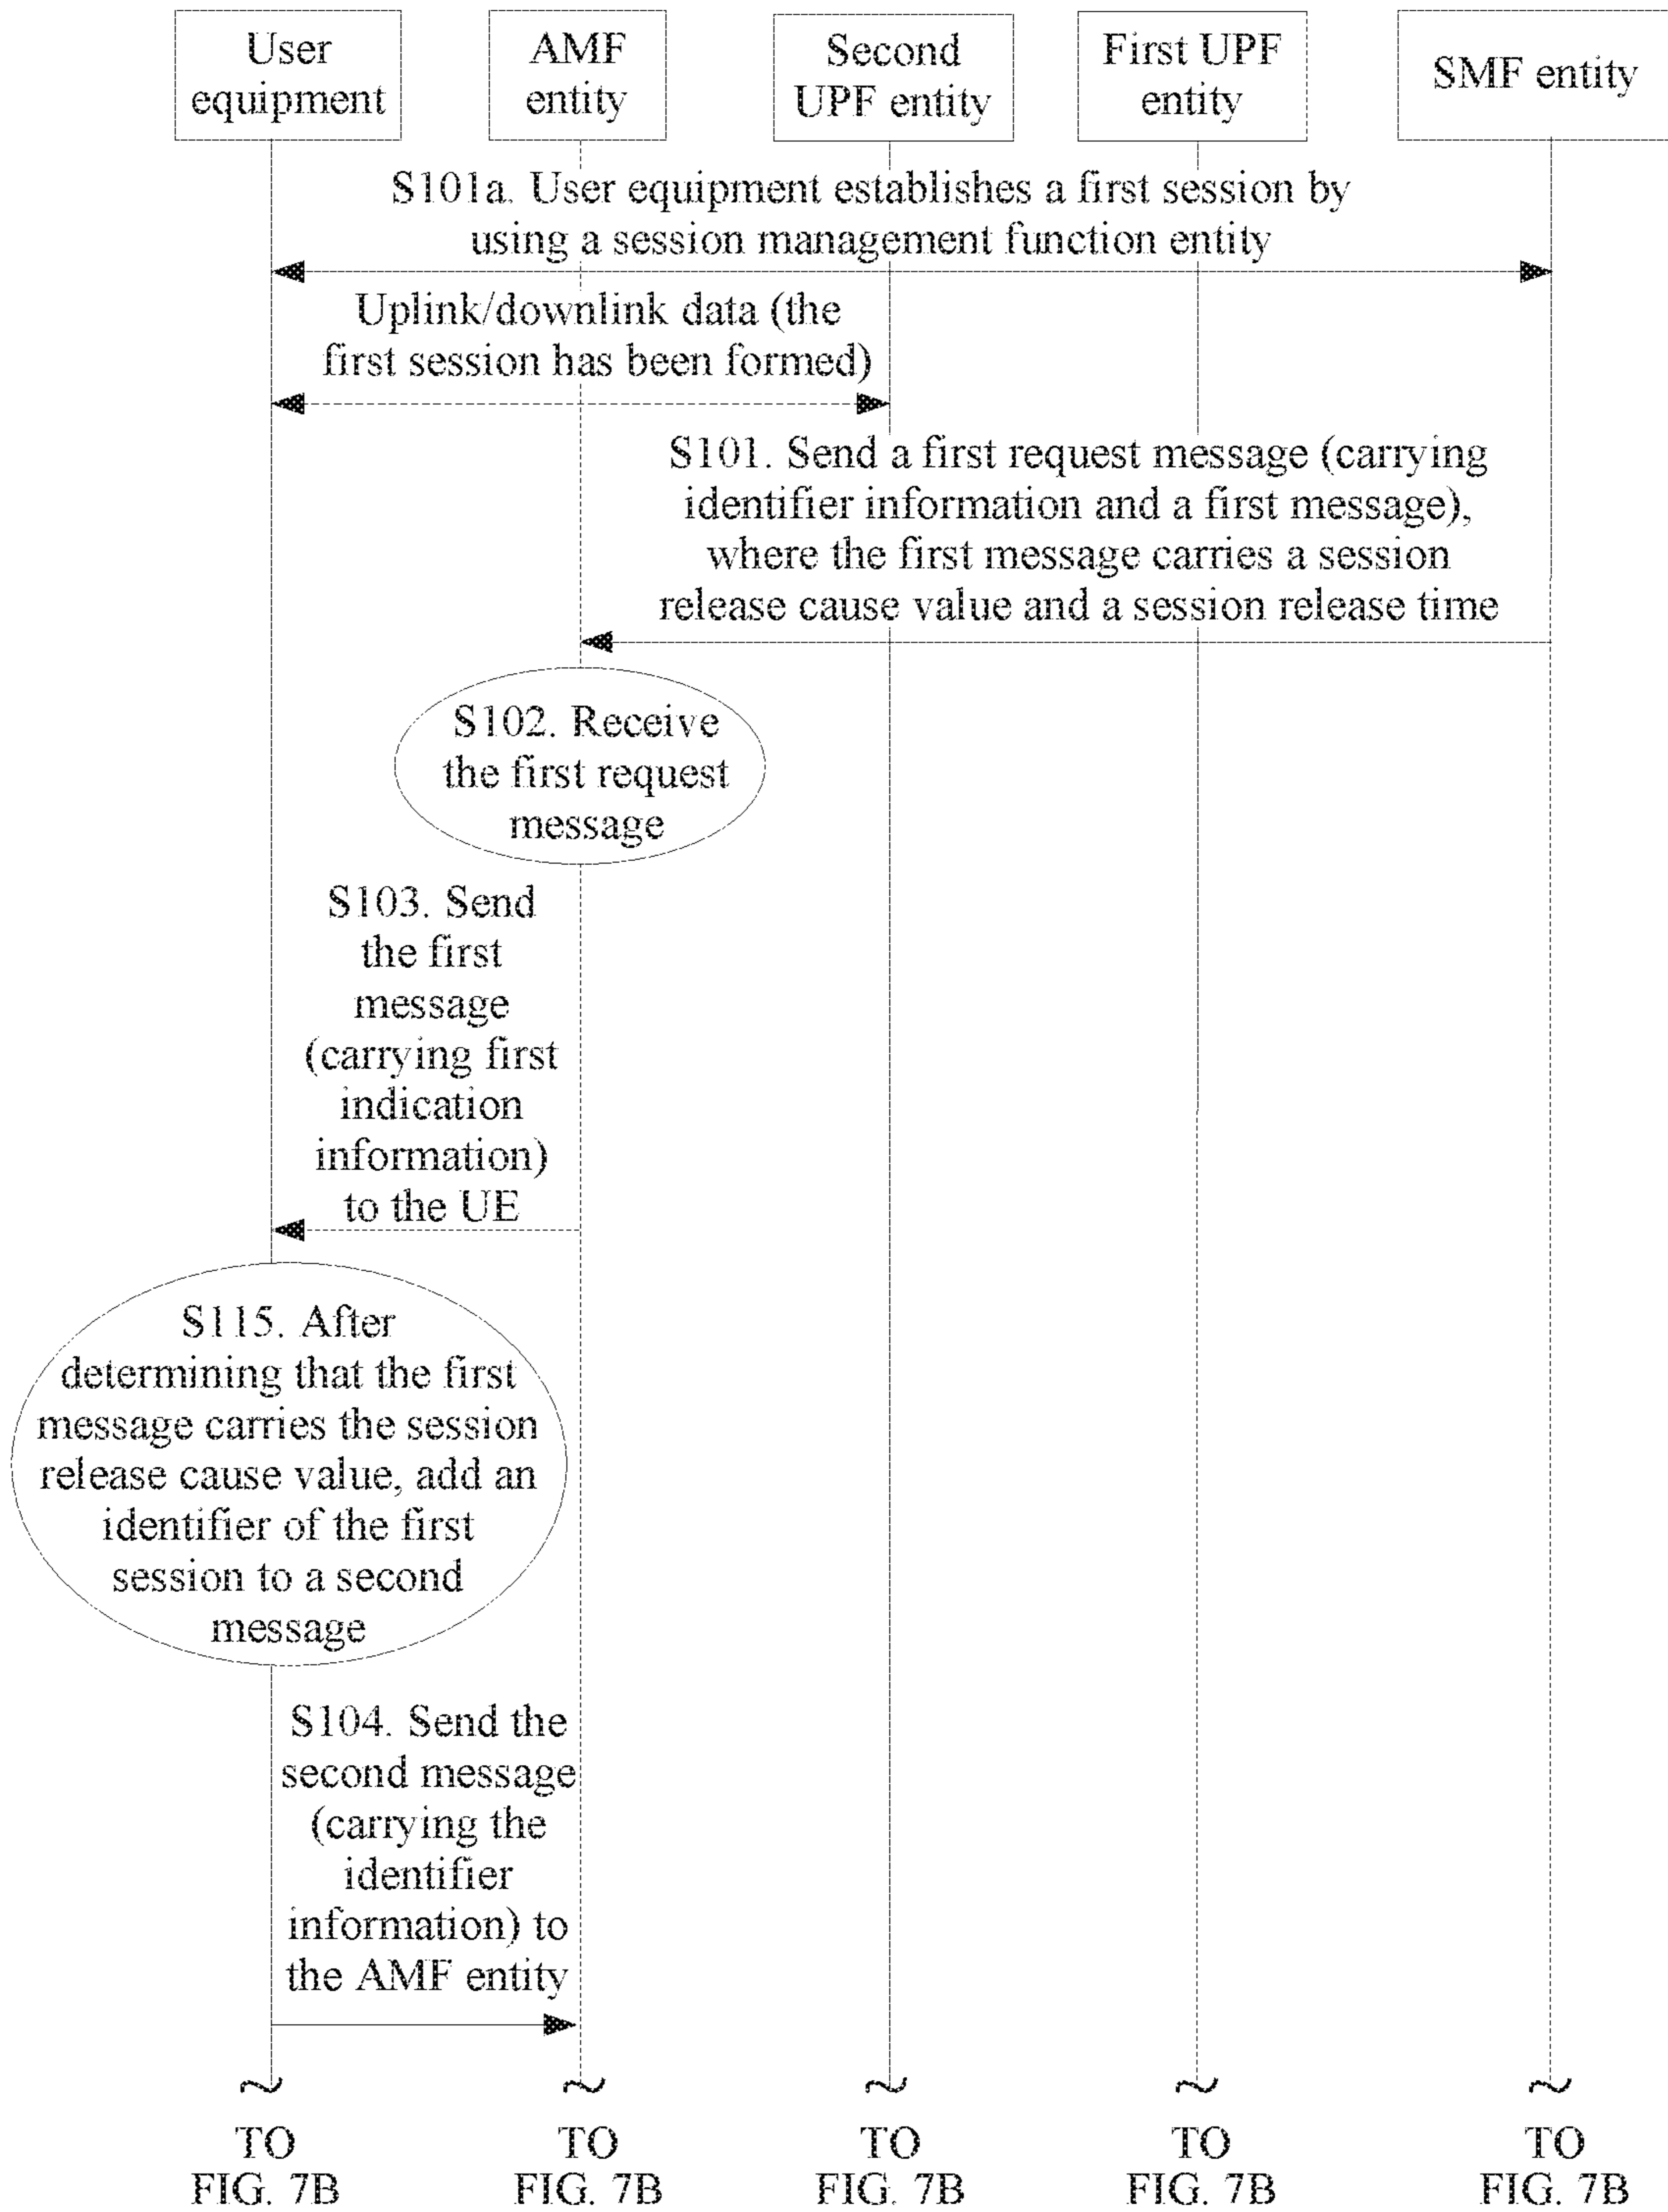 User
equipment
AMF
entity
Second
UPF entity
First UPF
entity
SMF entity
S101a. User equipment establishes a first session by
using a session management function entity
Uplink/downlink data (the
first session has been formed)
S101. Send a first request message (carrying
identifier information and a first message),
where the first message carries a session
release cause value and a session release time
S102. Receive
the first request
message
S103. Send
the first
message
(carrying first
indication
information)
to the UE
S115. After
determining that the first
message carries the session
release cause value, add an
identifier of the first
session to a second
message
S104. Send the
second message
(carrying the
identifier
information) to
the AMF entity
TO
FIG. 7B
TO
FIG. 7B
TO
FIG. 7B
TO
FIG. 7B
TO
FIG. 7B